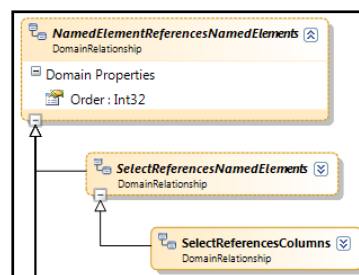 NamedElementReferencesNamedElements
DomainRelationship
Domain Properties
Order : Int32
SelectReferencesNamedElements
DomainRelationship
SelectReferencesColumns
DomainRelationship